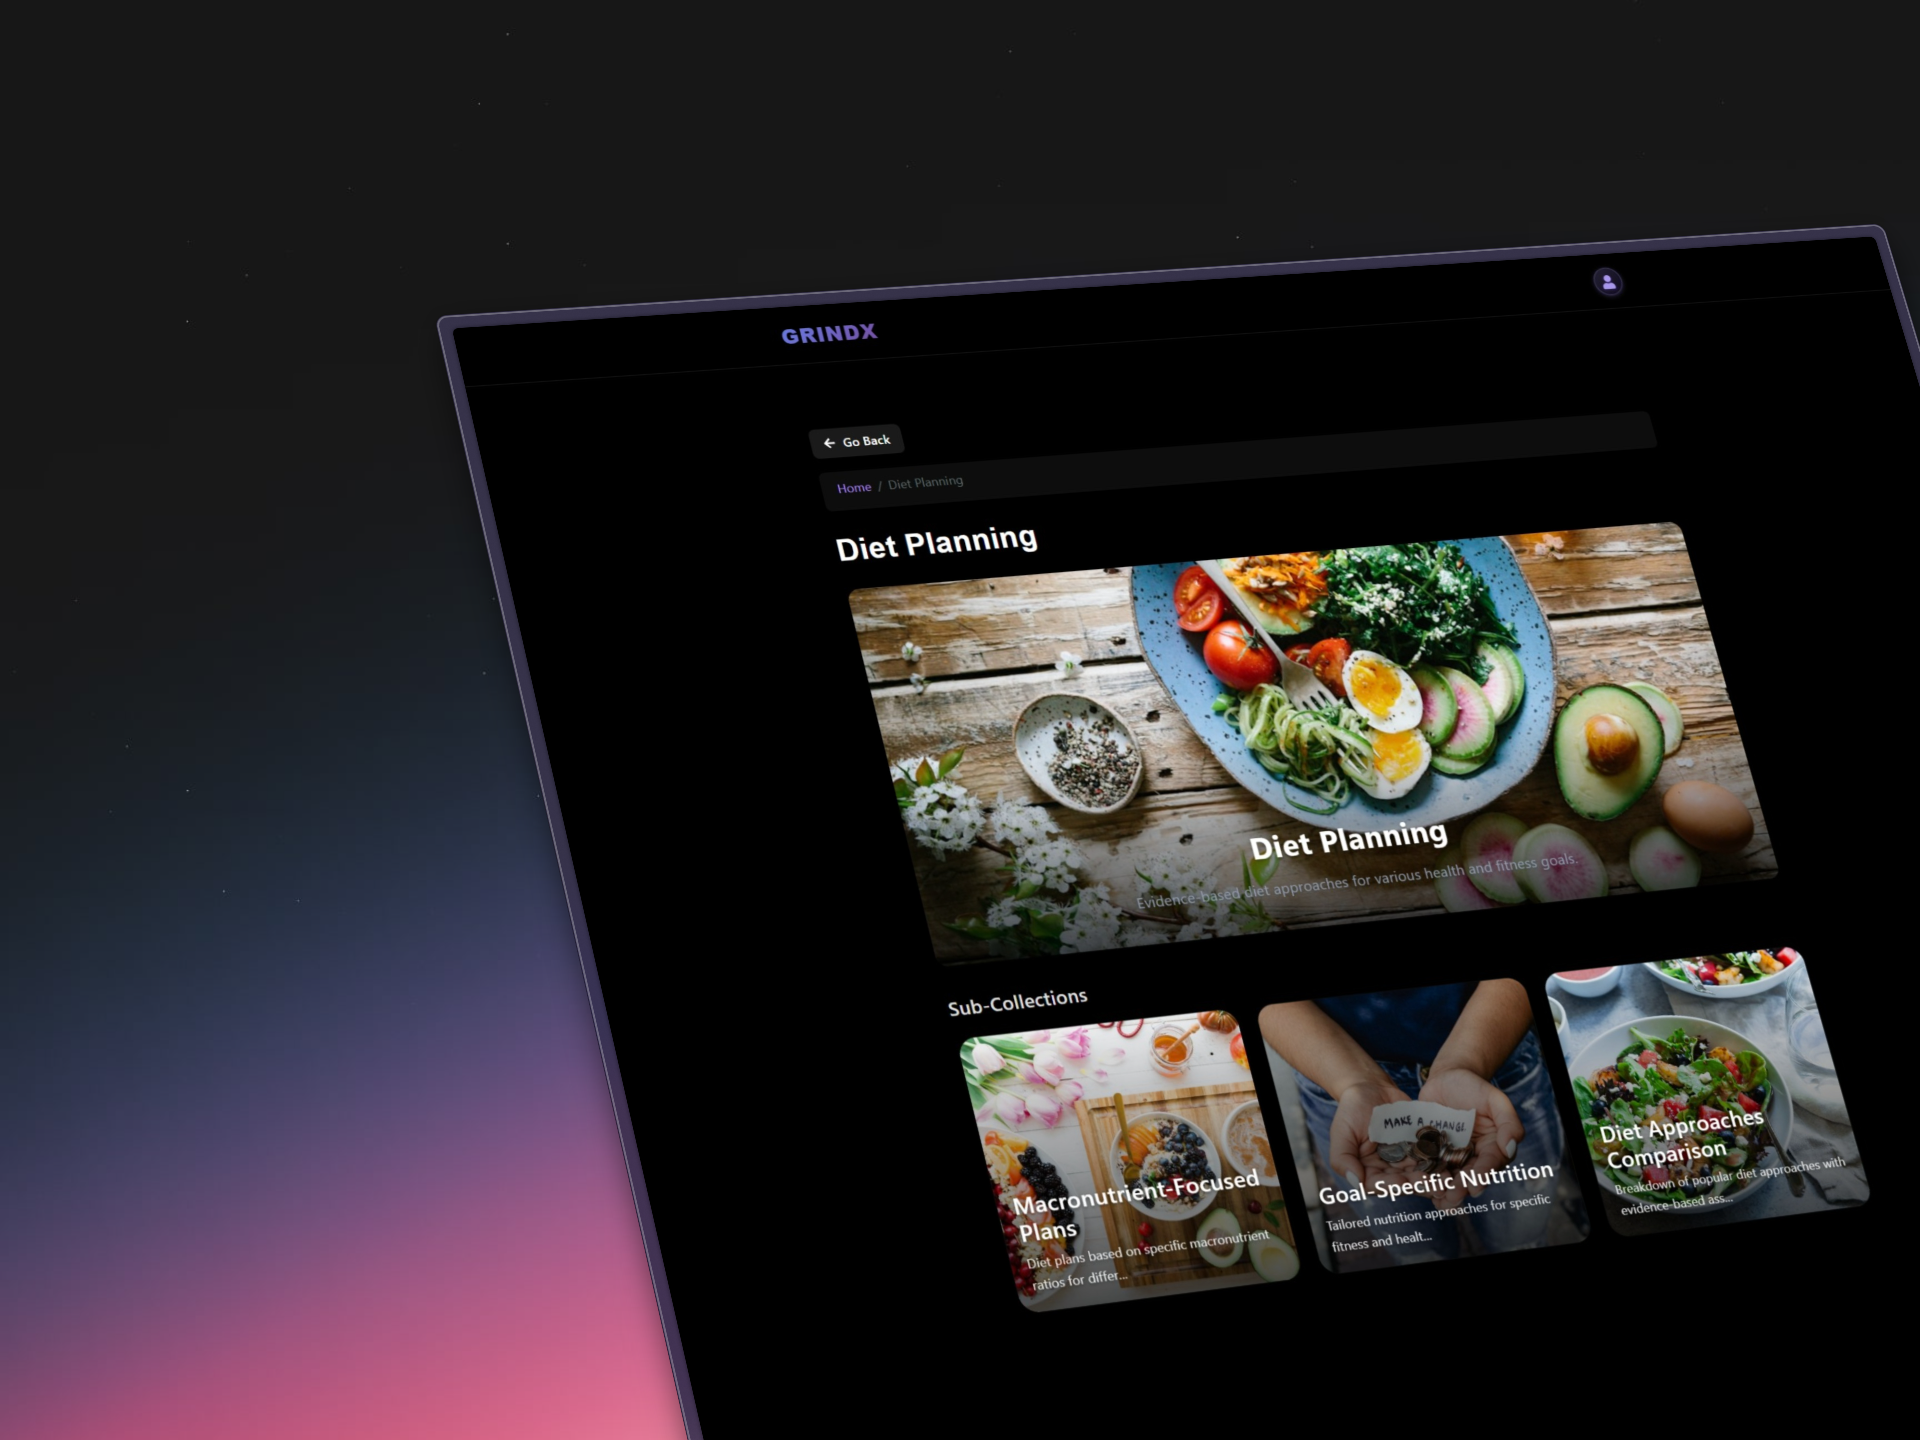 GRINDX
← Go Back
Home / Diet Planning
Diet Planning
Diet Planning
Evidence-based diet approaches for various health and fitness goals.
Sub-Collections
Macronutrient-Focused
Plans
Diet plans based on specific macronutrient
ratios for differ...
MAKE A CHANGE.
Goal-Specific Nutrition
Tailored nutrition approaches for specific
fitness and healt...
Diet Approaches
Comparison
Breakdown of popular diet approaches with
evidence-based ass...